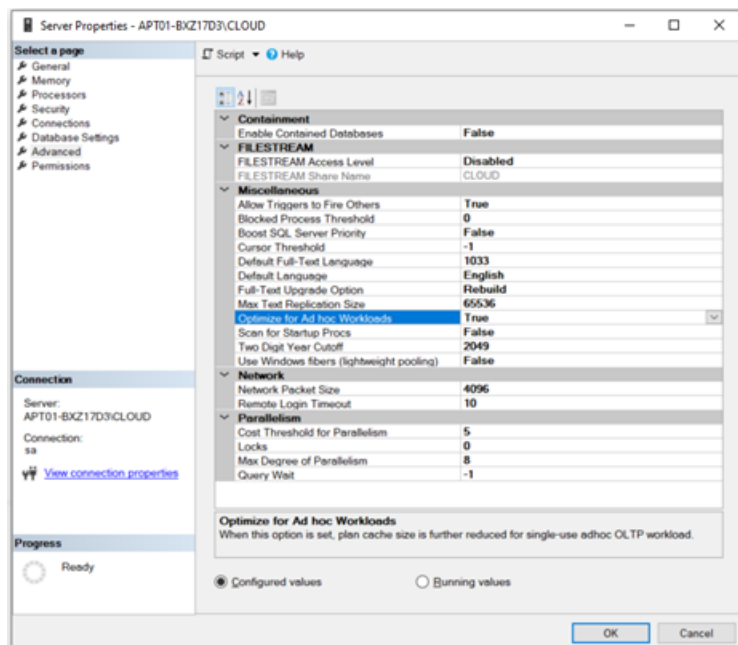 Server Properties - APT01-BXZ17D3\CLOUD
Select a page
General
Memory
Processors
Security
Connections
Database Settings
Advanced
Permissions
Script Help
Containment
Enable Contained Databases False
FILESTREAM
FILESTREAM Access Level Disabled
FILESTREAM Share Name CLOUD
Miscellaneous
Allow Triggers to Fire Others True
Blocked Process Threshold 0
Boost SQL Server Priority False
Cursor Threshold -1
Default Full-Text Language 1033
Default Language English
Full-Text Upgrade Option Rebuild
Max Text Replication Size 65536
Optimize for Ad hoc Workloads True
Scan for Startup Procs False
Two Digit Year Cutoff 2049
Use Windows fibers (lightweight pooling) False
Network
Network Packet Size 4096
Remote Login Timeout 10
Parallelism
Cost Threshold for Parallelism 5
Locks 0
Max Degree of Parallelism 8
Query Wait -1
Connection
Server:
APT01-BXZ17D3\CLOUD
Connection:
sa
View connection properties
Progress
Ready
Optimize for Ad hoc Workloads
When this option is set, plan cache size is further reduced for single-use adhoc OLTP workload.
Configured values Running values
OK Cancel